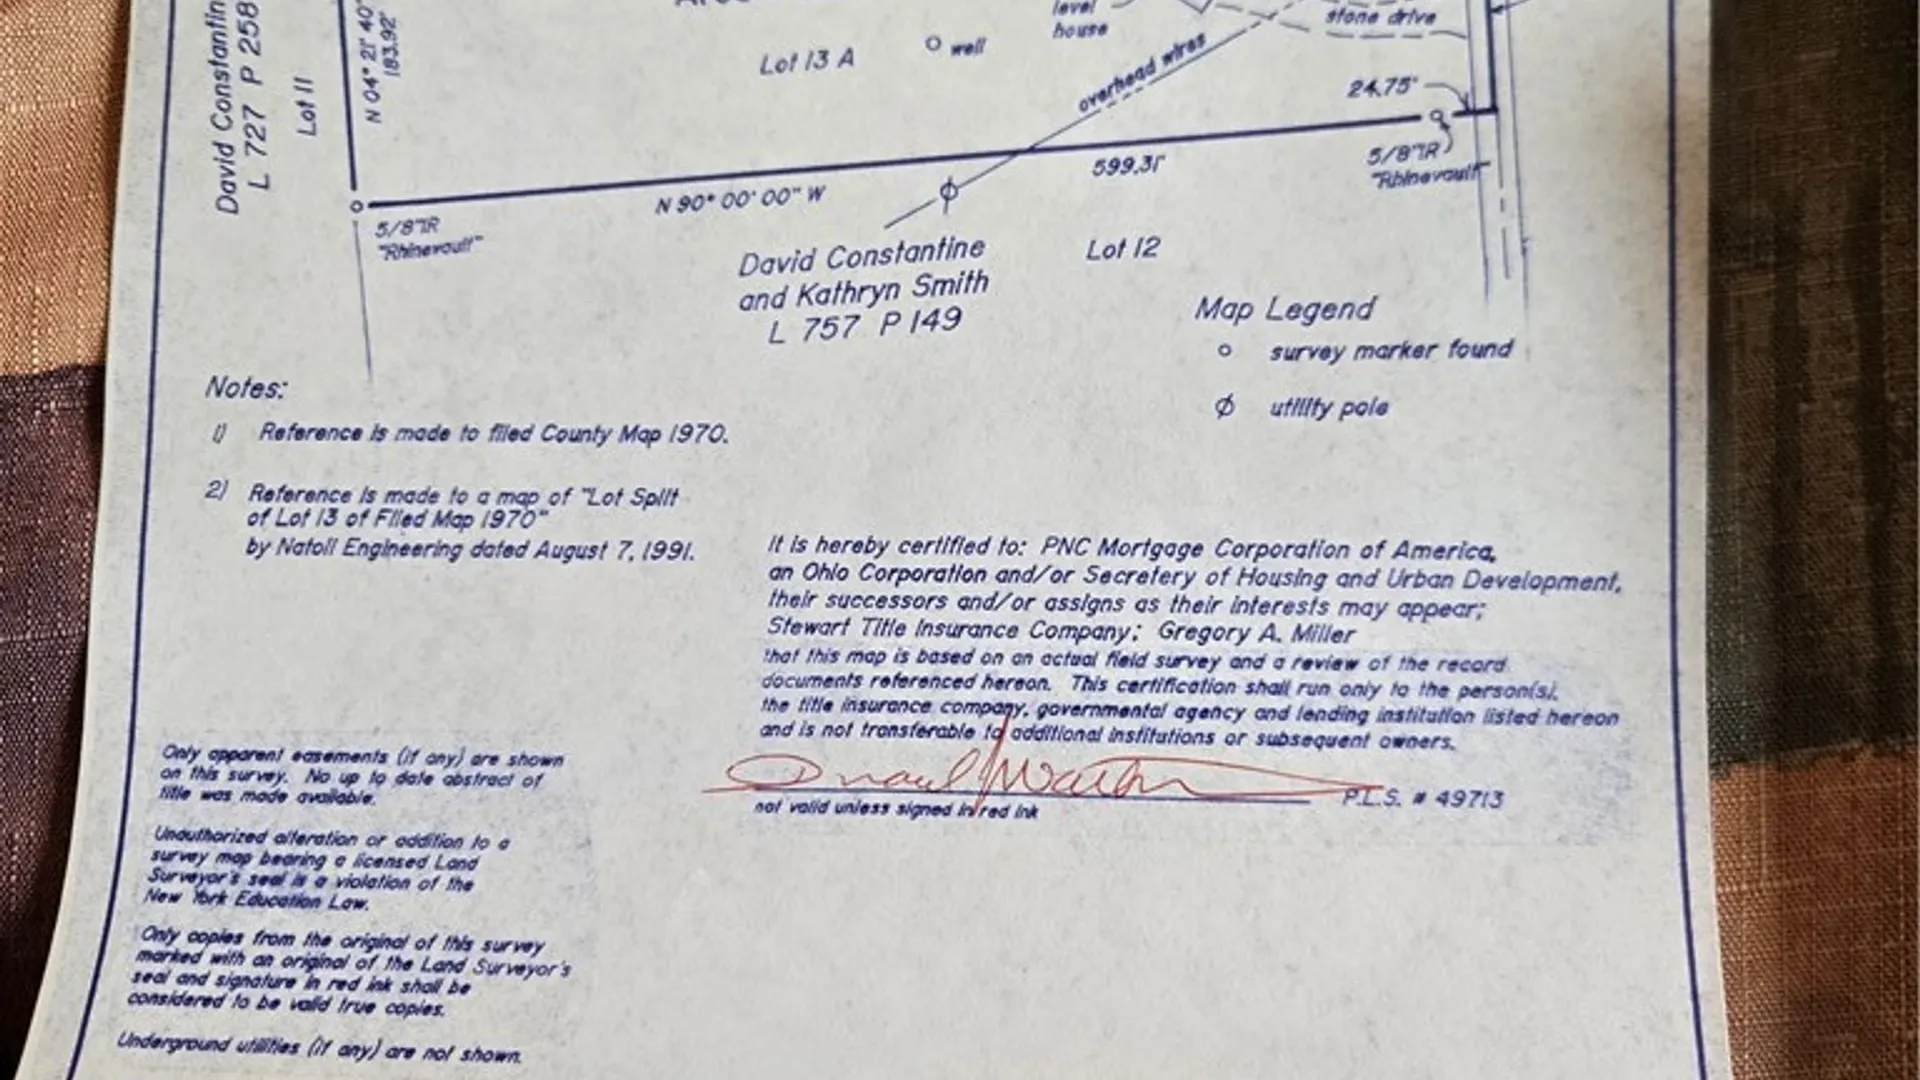 David Constantin
L 727 P 258
Lot 11
N 04° 21' 40"
183.92'
Lot 13 A
well
level
house
overhead wires
stone drive
24.75'
5/8"IR
"Rhinevault"
599.31'
N 90° 00' 00" W
5/8"IR
"Rhinevault"
David Constantine
and Kathryn Smith
L 757 P 149
Lot 12
Map Legend
survey marker found
utility pole
Notes:
1) Reference is made to filed County Map 1970.
2) Reference is made to a map of "Lot Split
of Lot 13 of Filed Map 1970"
by Natoli Engineering dated August 7, 1991.
It is hereby certified to: PNC Mortgage Corporation of America,
an Ohio Corporation and/or Secretary of Housing and Urban Development,
their successors and/or assigns as their interests may appear;
Stewart Title Insurance Company; Gregory A. Miller
that this map is based on an actual field survey and a review of the record
documents referenced hereon. This certification shall run only to the person(s),
the title insurance company, governmental agency and lending institution listed hereon
and is not transferable to additional institutions or subsequent owners.
P.L.S. # 49713
not valid unless signed in red ink
Only apparent easements (if any) are shown
on this survey. No up to date abstract of
title was made available.
Unauthorized alteration or addition to a
survey map bearing a licensed Land
Surveyor's seal is a violation of the
New York Education Law.
Only copies from the original of this survey
marked with an original of the Land Surveyor's
seal and signature in red ink shall be
considered to be valid true copies.
Underground utilities (if any) are not shown.